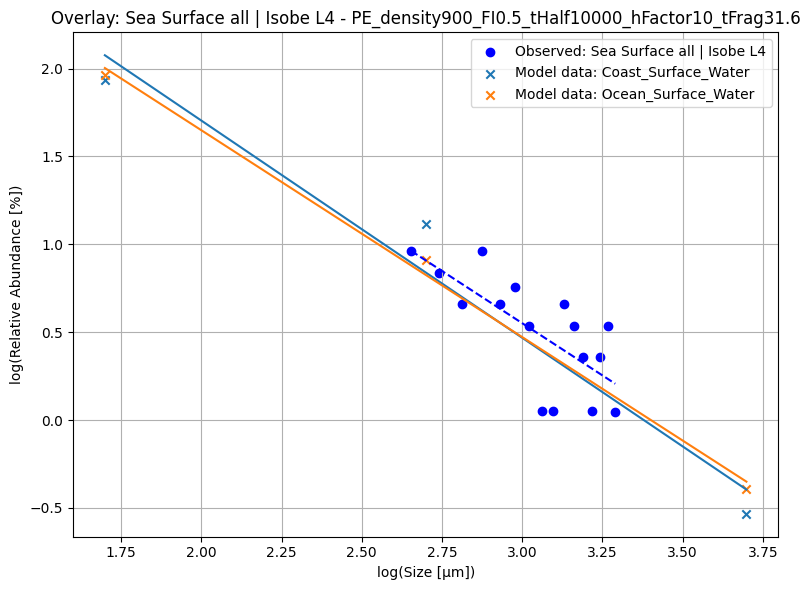 Overlay: Sea Surface all | Isobe L4 - PE_density900_FI0.5_tHalf10000_hFactor10_tFrag31.6
Observed: Sea Surface all | Isobe L4
Model data: Coast_Surface_Water
Model data: Ocean_Surface_Water
log(Relative Abundance [%])
2.0
1.5
1.0
0.5
0.0
−0.5
1.75 2.00 2.25 2.50 2.75 3.00 3.25 3.50 3.75
log(Size [μm])